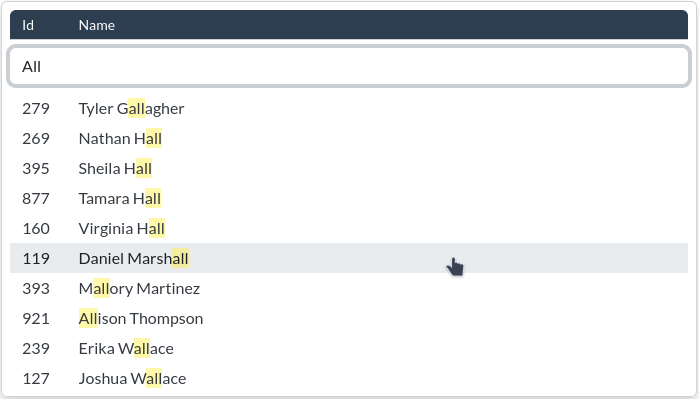 Id Name
All
279 Tyler Gallagher
269 Nathan Hall
395 Sheila Hall
877 Tamara Hall
160 Virginia Hall
119 Daniel Marshall
393 Mallory Martinez
921 Allison Thompson
239 Erika Wallace
127 Joshua Wallace